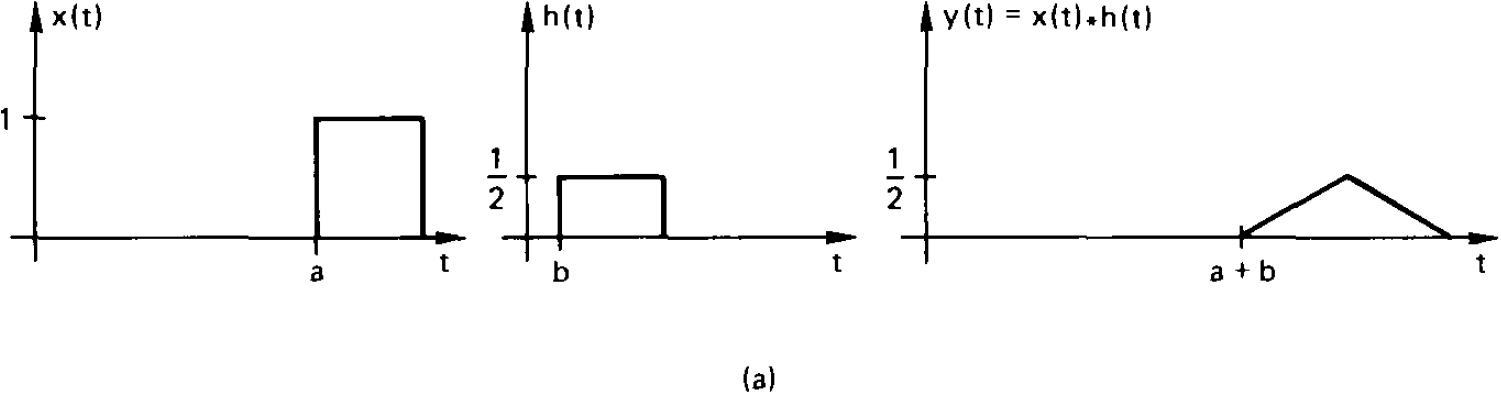 x(t)
1
a
t
h(t)
1
2
b
t
y(t) = x(t)*h(t)
1
2
a + b
t
(a)